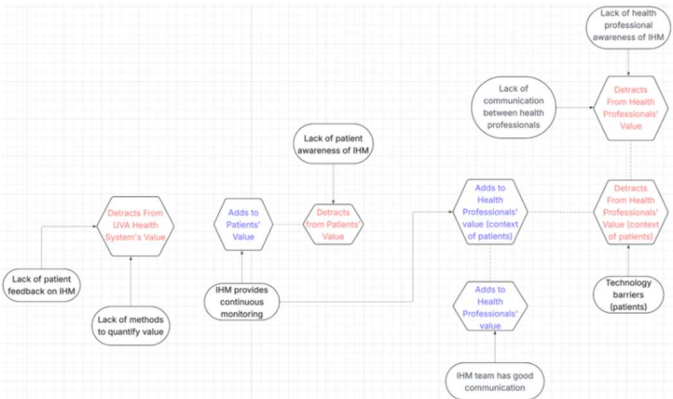 Lack of health
professional
awareness of IHM
Lack of
communication
between health
professionals
Detracts
From Health
Professionals'
Value
Lack of patient
awareness of IHM
Detracts From
UVA Health
System's Value
Adds to
Patients'
Value
Detracts
from Patients'
Value
Adds to
Health
Professionals'
value (context
of patients)
Detracts
From Health
Professionals'
Value (context
of patients)
Lack of patient
feedback on IHM
Lack of methods
to quantify value
IHM provides
continuous
monitoring
Adds to
Health
Professionals'
value
Technology
barriers
(patients)
IHM team has good
communication